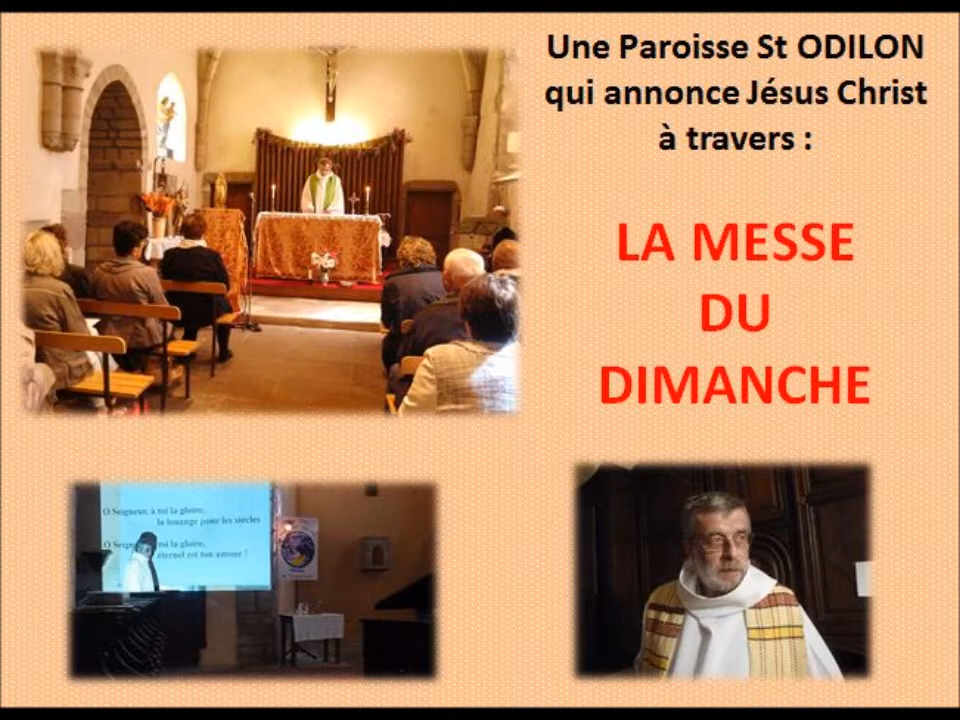 Une Paroisse St ODILON
qui annonce Jésus Christ
à travers :
LA MESSE
DU
DIMANCHE
O Seigneur, à toi la gloire,
la louange pour les siècles
O Seigneur, toi la gloire,
éternel est ton amour !